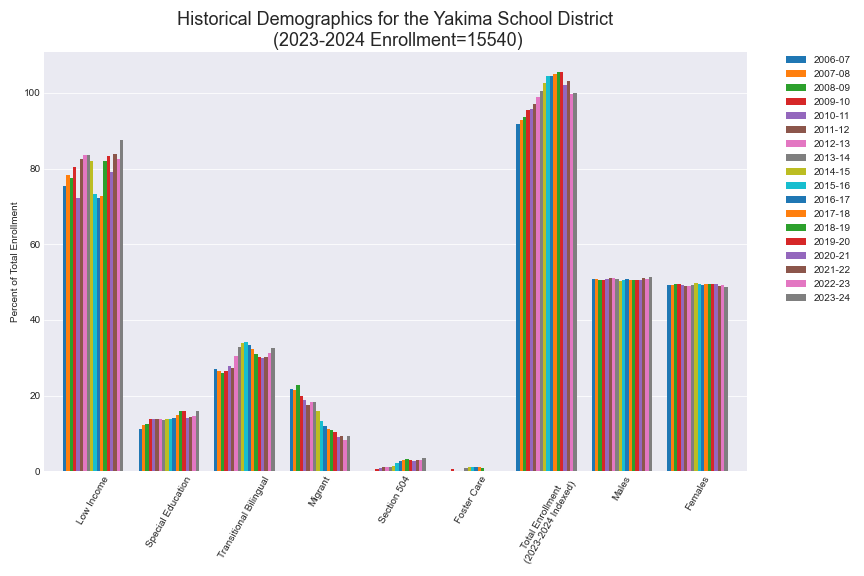 Historical Demographics for the Yakima School District
(2023-2024 Enrollment=15540)
Percent of Total Enrollment
100
80
60
40
20
0
Low Income
Special Education
Transitional Bilingual
Migrant
Section 504
Foster Care
Total Enrollment
(2023-2024 Indexed)
Males
Females
2006-07
2007-08
2008-09
2009-10
2010-11
2011-12
2012-13
2013-14
2014-15
2015-16
2016-17
2017-18
2018-19
2019-20
2020-21
2021-22
2022-23
2023-24